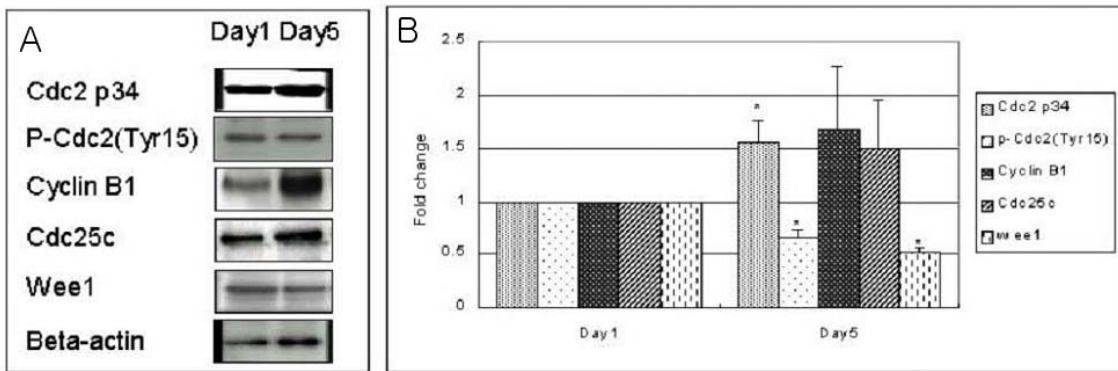 A
Day1 Day5
Cdc2 p34
P-Cdc2(Tyr15)
Cyclin B1
Cdc25c
Wee1
Beta-actin
B
2.5
2
1.5
1
0.5
0
Fold change
*
*
*
Day1
Day5
Cdc2 p34
p-Cdc2(Tyr15)
Cyclin B1
Cdc25c
wee1